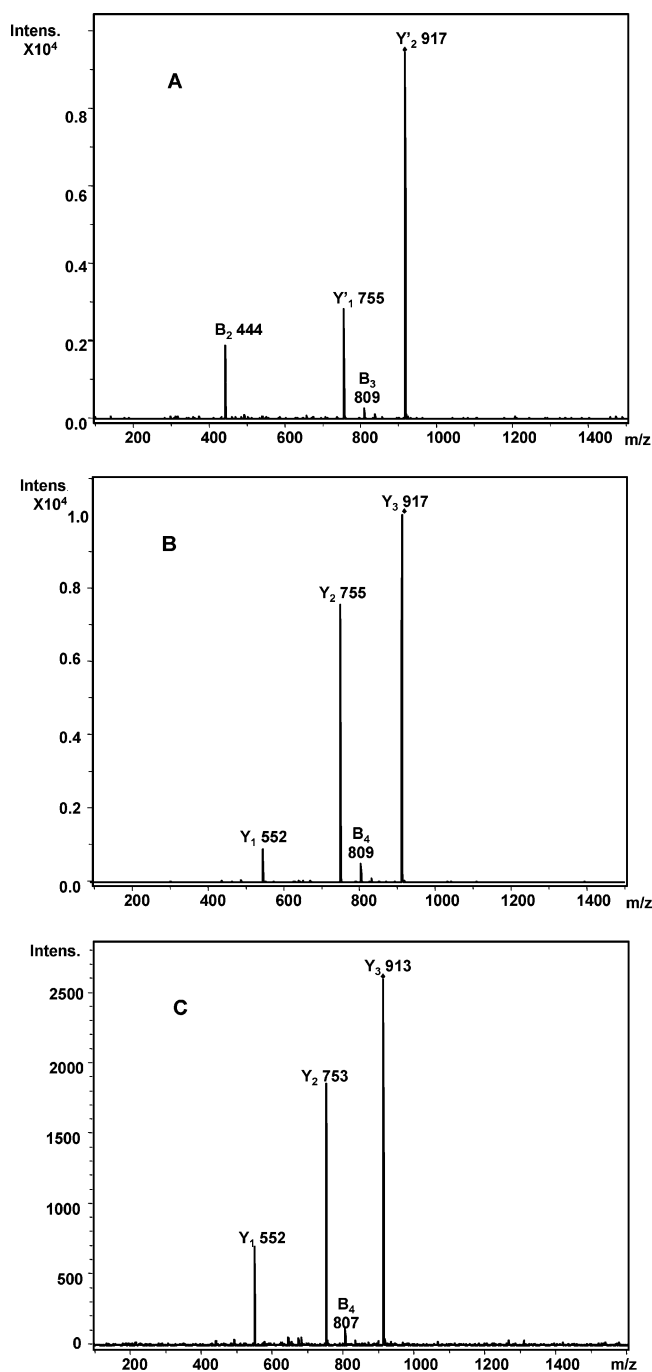 Intens.
X10⁴
A
Y'₂ 917
0.8
0.6
0.4
Y'₁ 755
B₂ 444
0.2
B₃
809
0.0
200 400 600 800 1000 1200 1400 m/z
Intens.
X10⁴
B
Y₃ 917
1.0
0.8
Y₂ 755
0.6
0.4
0.2
Y₁ 552
B₄
809
0.0
200 400 600 800 1000 1200 1400 m/z
Intens.
C
Y₃ 913
2500
2000
Y₂ 753
1500
1000
Y₁ 552
500
B₄
807
0
200 400 600 800 1000 1200 1400 m/z